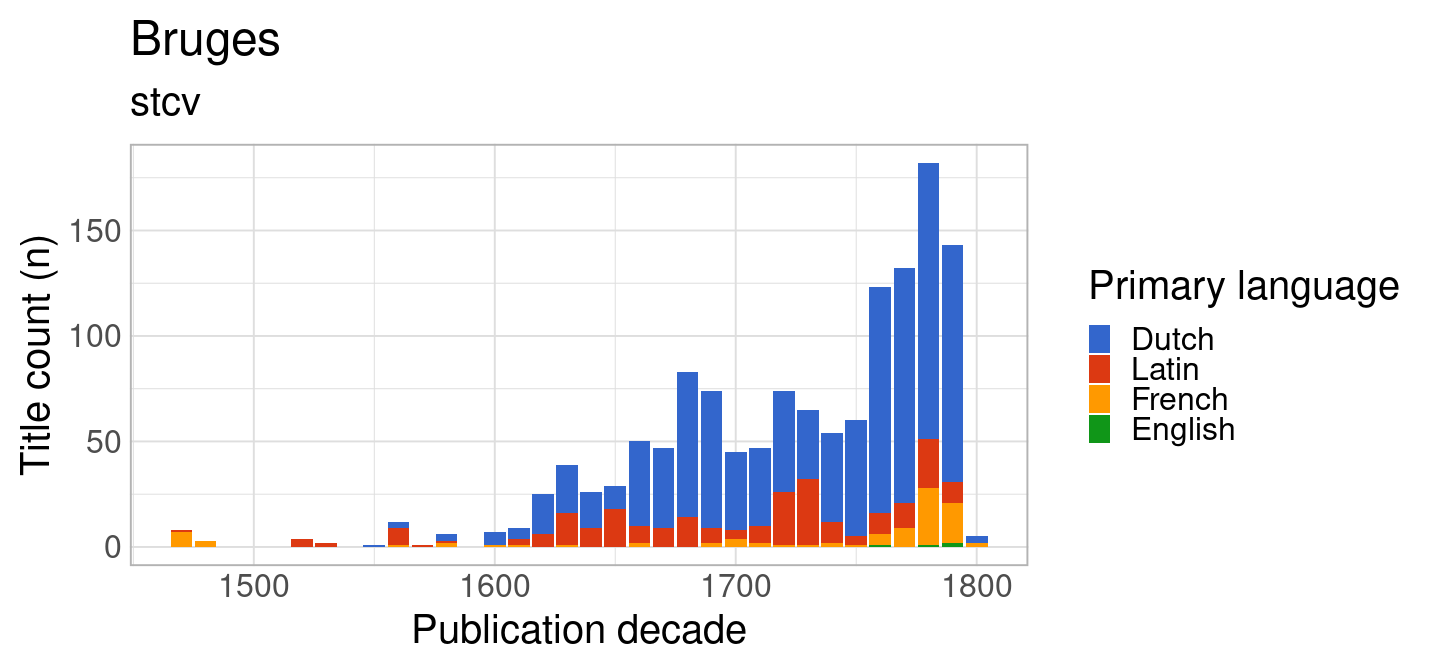 Bruges
stcv
Title count (n)
150
100
50
0
1500 1600 1700 1800
Publication decade
Primary language
Dutch
Latin
French
English